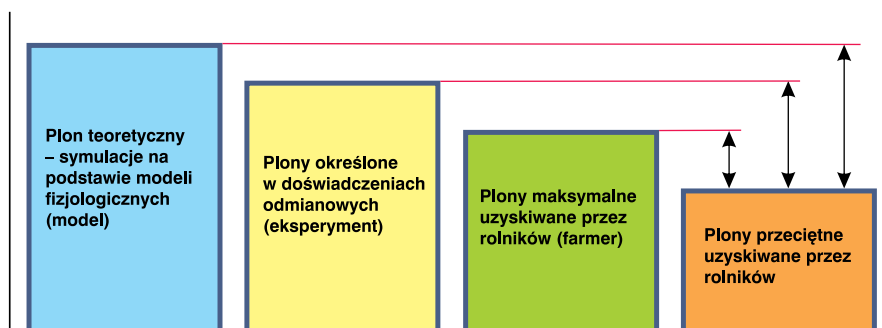 Plon teoretyczny
– symulacje na
podstawie modeli
fizjologicznych
(model)
Plony określone
w doświadczeniach
odmianowych
(eksperyment)
Plony maksymalne
uzyskiwane przez
rolników (farmer)
Plony przeciętne
uzyskiwane przez
rolników